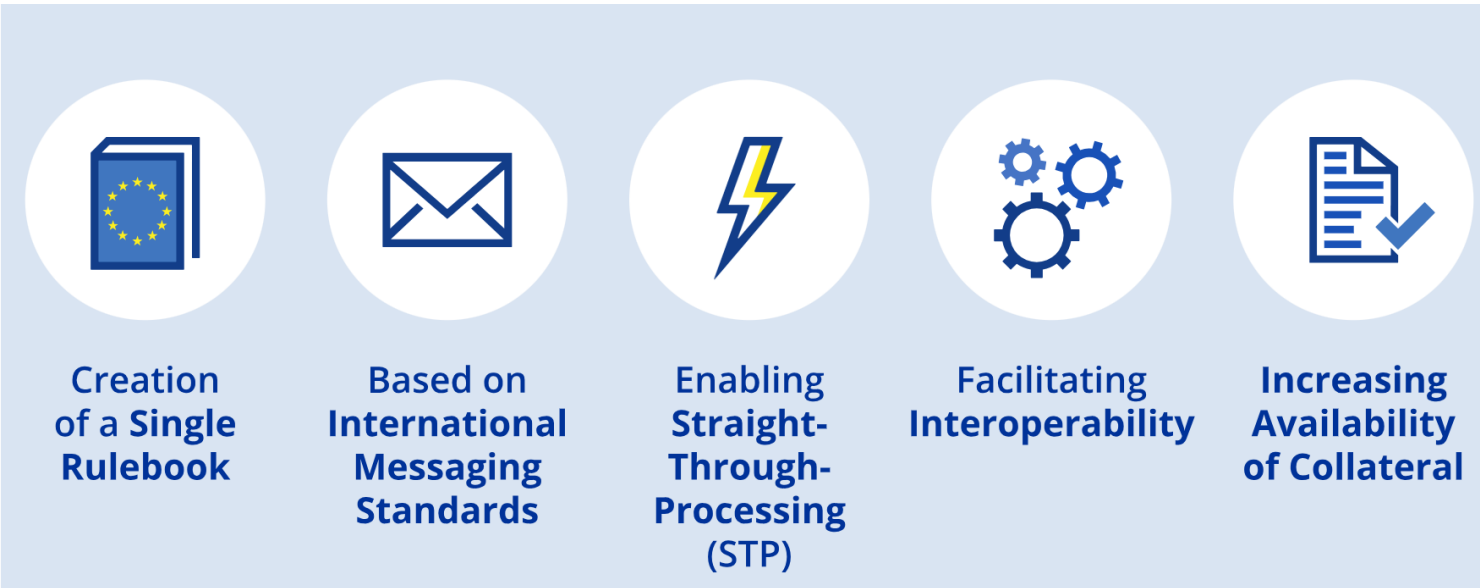 Creation
of a Single
Rulebook
Based on
International
Messaging
Standards
Enabling
Straight-
Through-
Processing
(STP)
Facilitating
Interoperability
Increasing
Availability
of Collateral